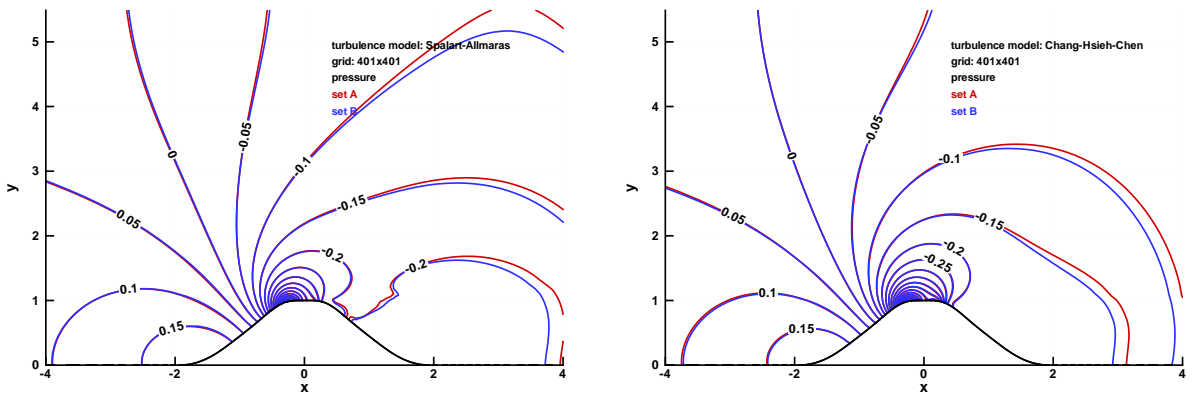 turbulence model: Spalart-Allmaras
grid: 401x401
pressure
set A
set B
0.15
0.1
0.05
0
-0.05
-0.1
-0.15
-0.2
-0.2
y
5
4
3
2
1
0
-4
-2
0
2
4
x
turbulence model: Chang-Hsieh-Chen
grid: 401x401
pressure
set A
set B
0.15
0.1
0.05
0
-0.05
-0.1
-0.15
-0.2
-0.25
y
5
4
3
2
1
0
-4
-2
0
2
4
x